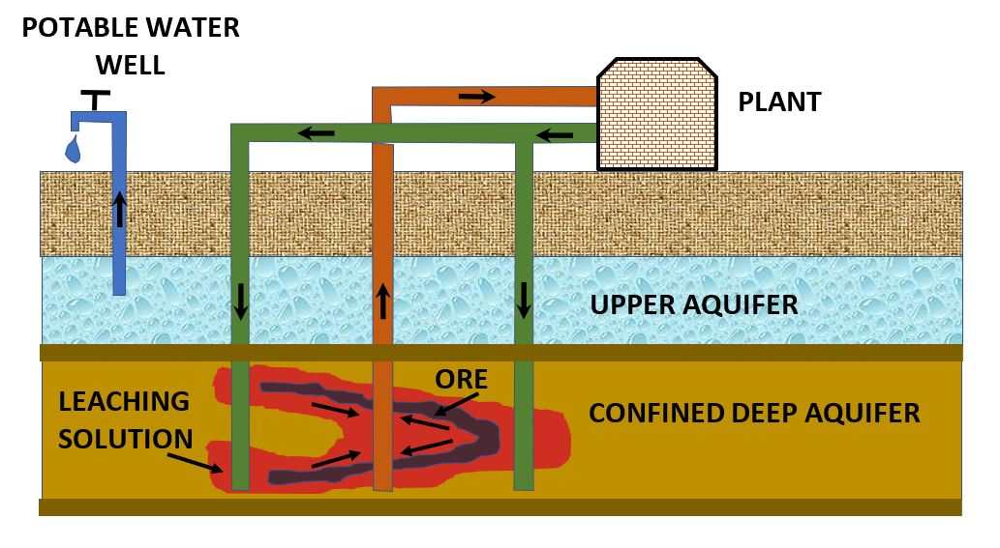 POTABLE WATER
WELL
PLANT
UPPER AQUIFER
ORE
LEACHING
SOLUTION
CONFINED DEEP AQUIFER